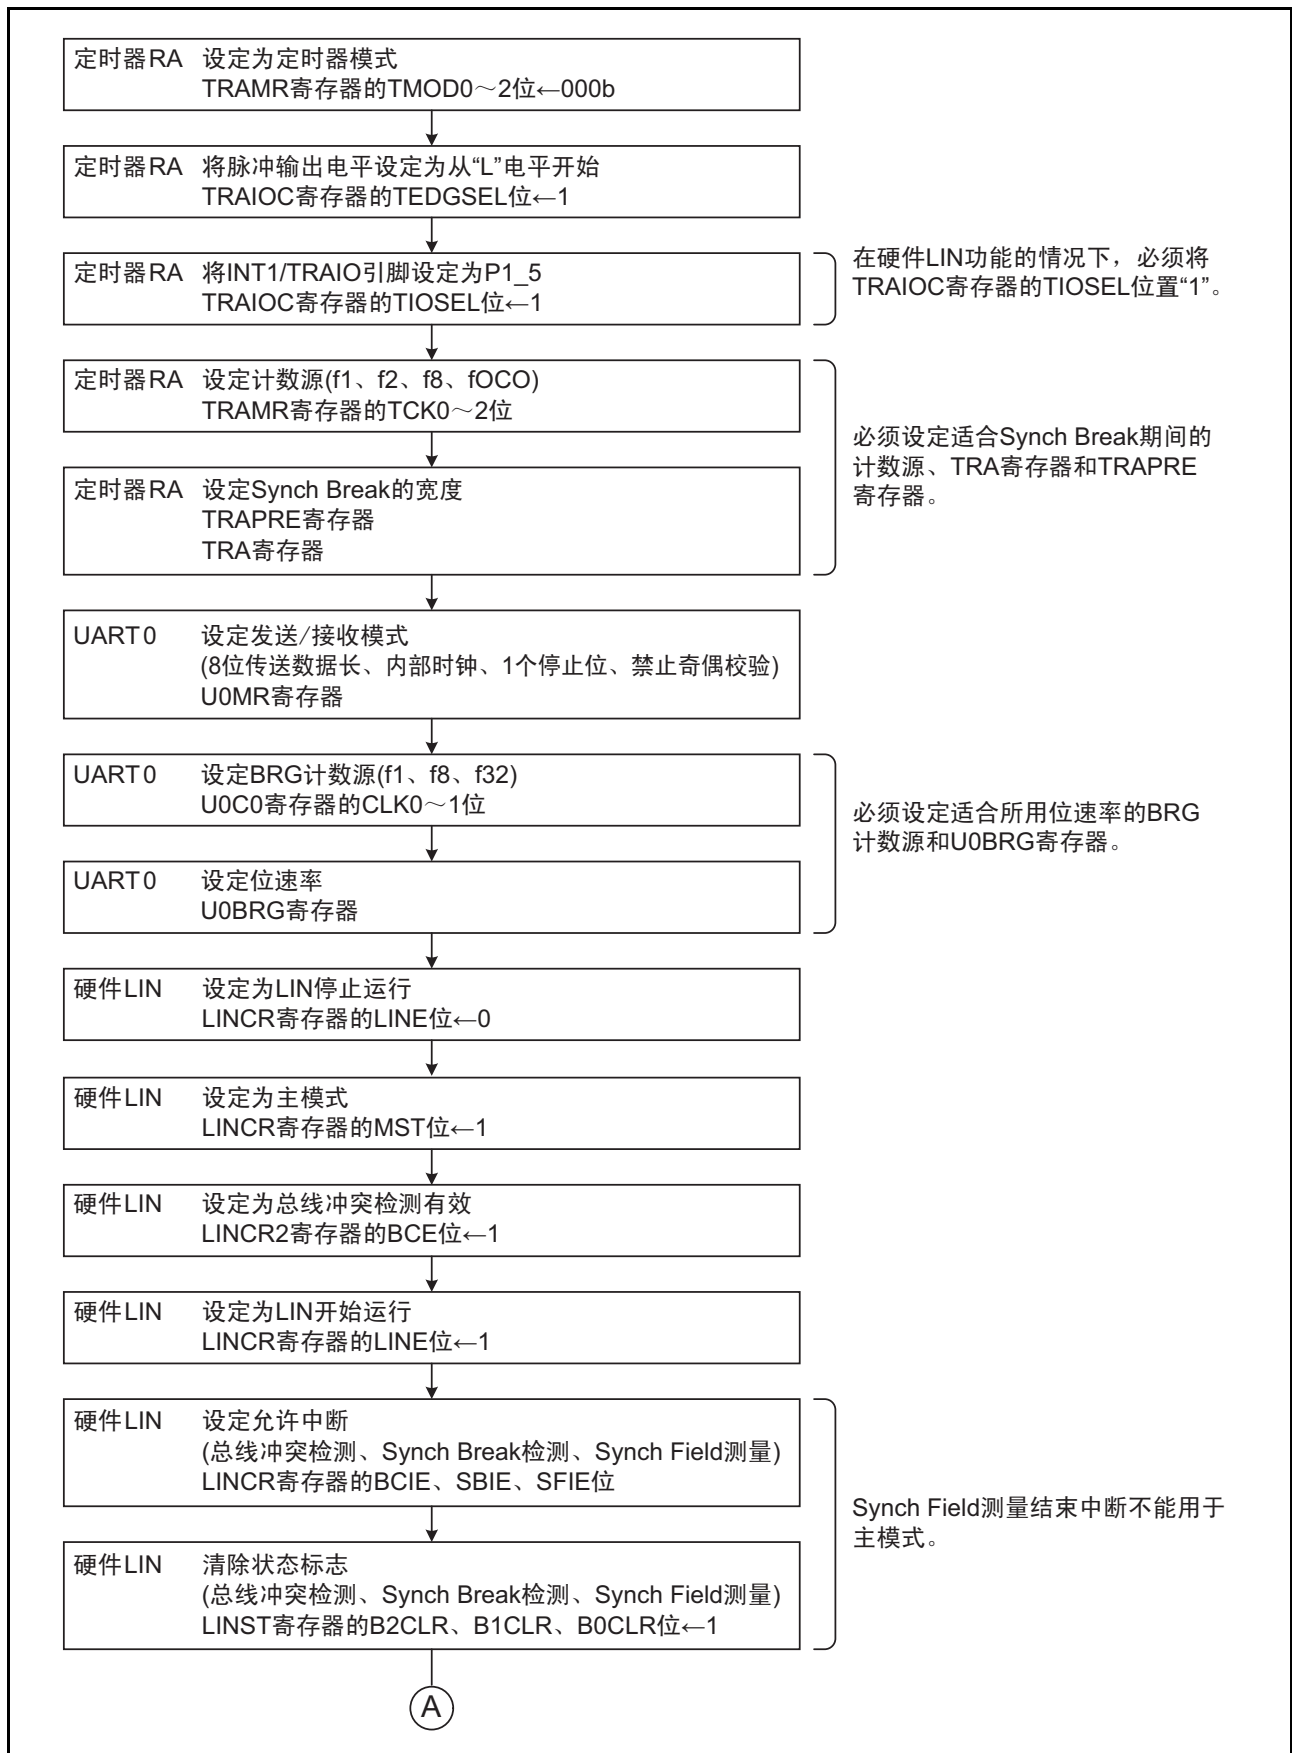 定时器RA 设定为定时器模式
TRAMR寄存器的TMOD0～2位←000b
定时器RA 将脉冲输出电平设定为从“L”电平开始
TRAIOC寄存器的TEDGSEL位←1
定时器RA 将INT1/TRAIO引脚设定为P1_5
TRAIOC寄存器的TIOSEL位←1
在硬件LIN功能的情况下，必须将
TRAIOC寄存器的TIOSEL位置“1”。
定时器RA 设定计数源(f1、f2、f8、fOCO)
TRAMR寄存器的TCK0～2位
定时器RA 设定Synch Break的宽度
TRAPRE寄存器
TRA寄存器
必须设定适合Synch Break期间的
计数源、TRA寄存器和TRAPRE
寄存器。
UART0 设定发送/接收模式
(8位传送数据长、内部时钟、1个停止位、禁止奇偶校验)
U0MR寄存器
UART0 设定BRG计数源(f1、f8、f32)
U0C0寄存器的CLK0～1位
UART0 设定位速率
U0BRG寄存器
必须设定适合所用位速率的BRG
计数源和U0BRG寄存器。
硬件LIN 设定为LIN停止运行
LINCR寄存器的LINE位←0
硬件LIN 设定为主模式
LINCR寄存器的MST位←1
硬件LIN 设定为总线冲突检测有效
LINCR2寄存器的BCE位←1
硬件LIN 设定为LIN开始运行
LINCR寄存器的LINE位←1
硬件LIN 设定允许中断
(总线冲突检测、Synch Break检测、Synch Field测量)
LINCR寄存器的BCIE、SBIE、SFIE位
硬件LIN 清除状态标志
(总线冲突检测、Synch Break检测、Synch Field测量)
LINST寄存器的B2CLR、B1CLR、B0CLR位←1
Synch Field测量结束中断不能用于
主模式。
A